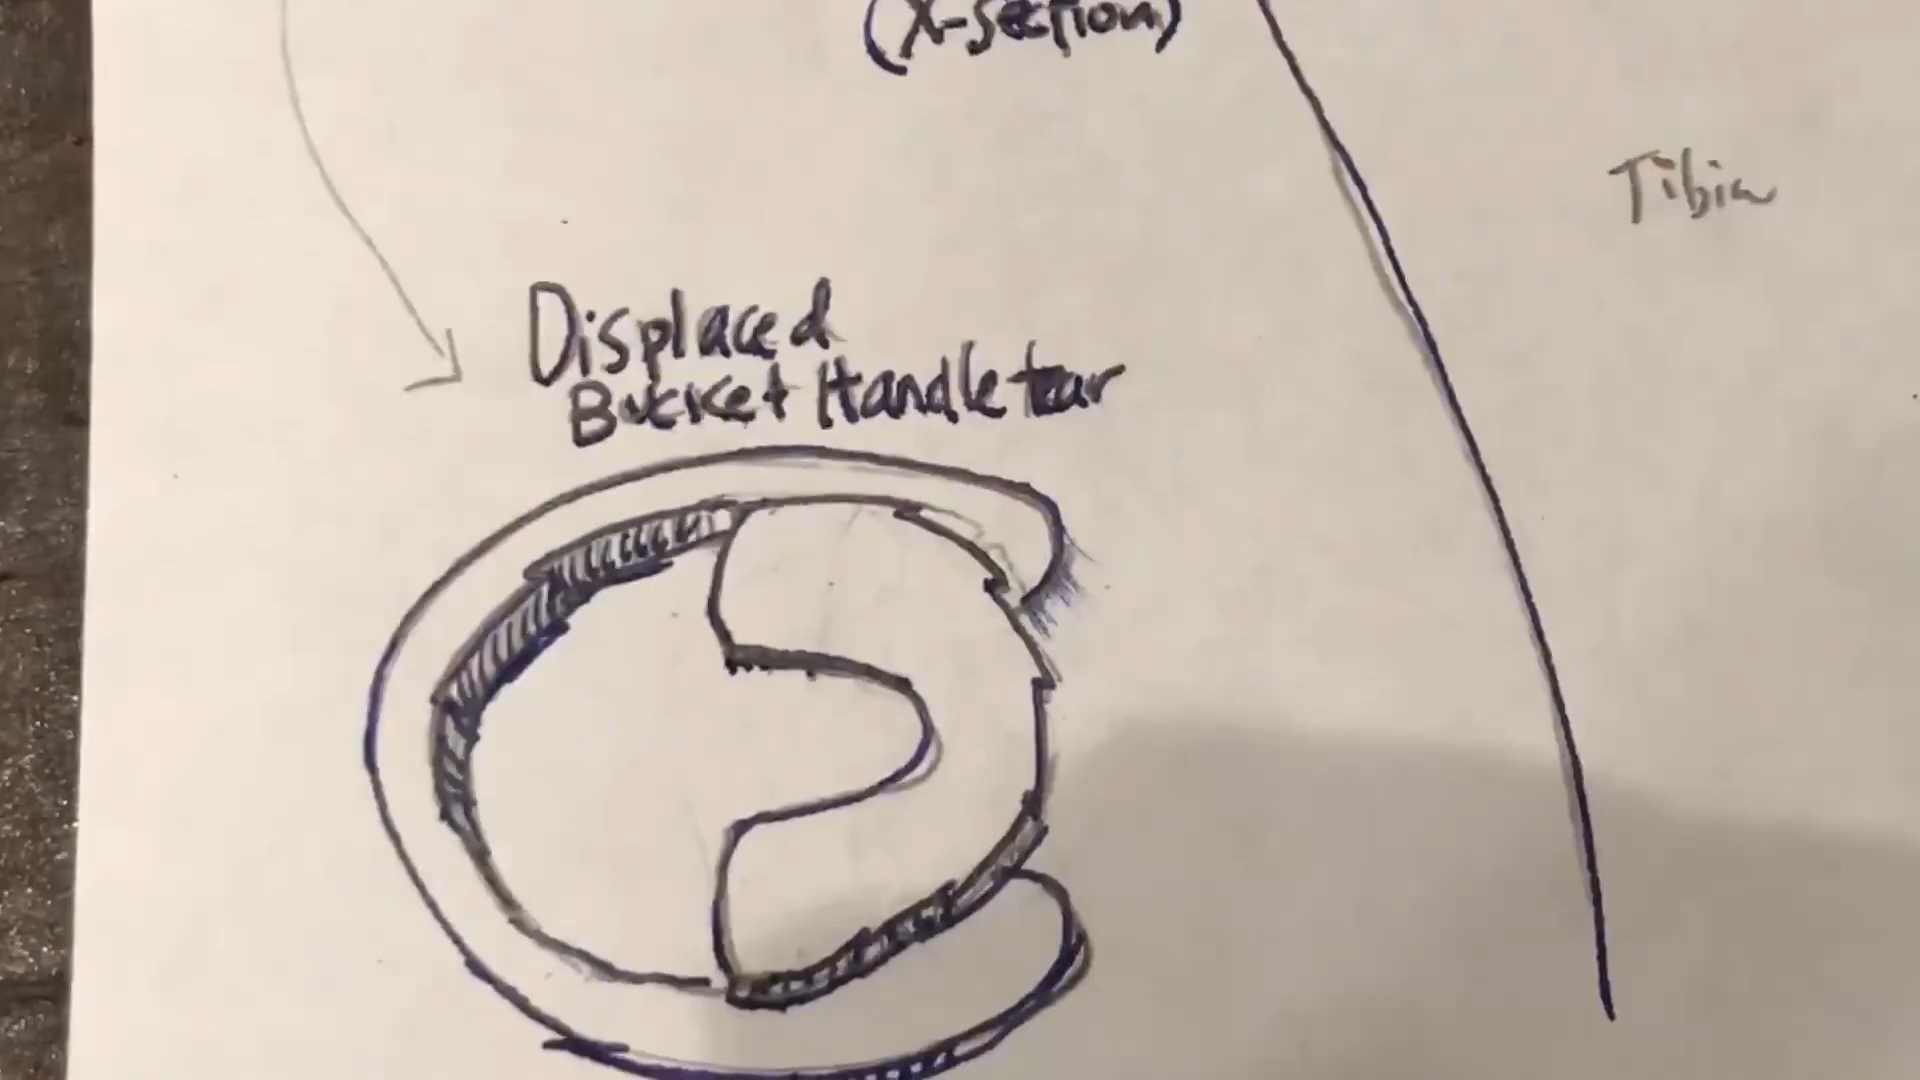 (X-section)
Tibia
Displaced
Bucket Handle tear